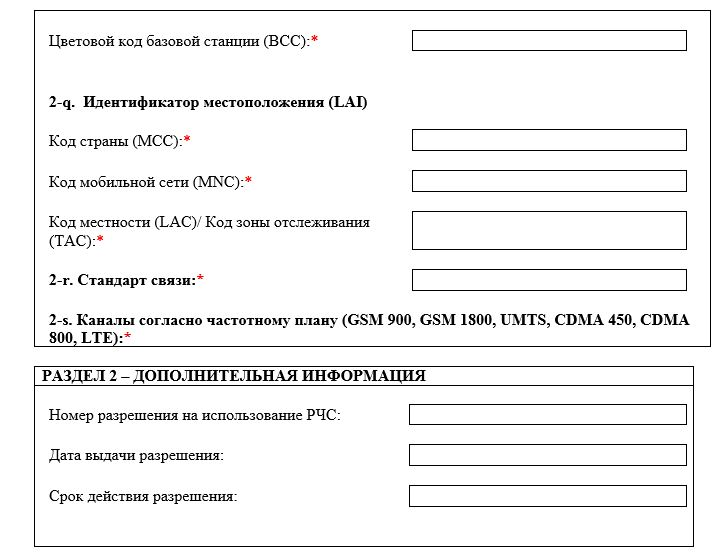 Цветовой код базовой станции (BCC):*
2-q. Идентификатор местоположения (LAI)
Код страны (MCC):*
Код мобильной сети (MNC):*
Код местности (LAC)/ Код зоны отслеживания
(TAC):*
2-r. Стандарт связи:*
2-s. Каналы согласно частотному плану (GSM 900, GSM 1800, UMTS, CDMA 450, CDMA
800, LTE):*
РАЗДЕЛ 2 – ДОПОЛНИТЕЛЬНАЯ ИНФОРМАЦИЯ
Номер разрешения на использование РЧС:
Дата выдачи разрешения:
Срок действия разрешения: